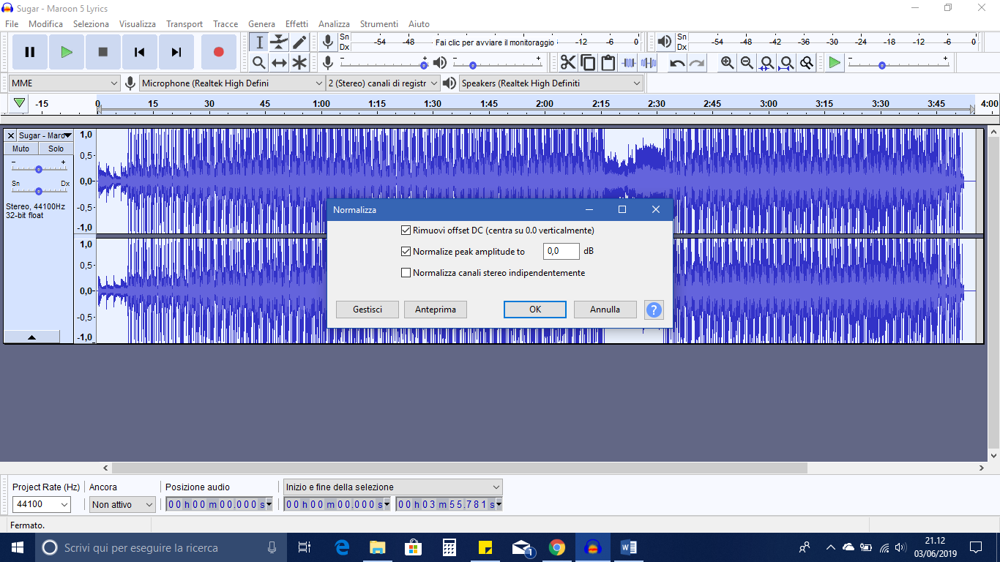 Sugar - Maroon 5 Lyrics
File Modifica Seleziona Visualizza Transport Tracce Genera Effetti Analizza Strumenti Aiuto
Sn
Dx
-54 -48 Fai clic per avviare il monitoraggio -12 -6 0
Sn
Dx
-54 -48 -42 -36 -30 -24 -18 -12 -6 0
- +
- +
- +
MME
Microphone (Realtek High Defini
2 (Stereo) canali di registr
Speakers (Realtek High Definiti
-15 0 15 30 45 1:00 1:15 1:30 1:45 2:00 2:15 2:30 2:45 3:00 3:15 3:30 3:45 4:00
Sugar - Maro
Muto Solo
- +
Sn Dx
Stereo, 44100Hz
32-bit float
1,0
0,5-
0,0-
-0,5-
-1,0
1,0
0,5-
0,0-
-0,5-
-1,0
Normalizza
Rimuovi offset DC (centra su 0.0 verticalmente)
Normalize peak amplitude to 0,0 dB
Normalizza canali stereo indipendentemente
Gestisci Anteprima OK Annulla ?
Project Rate (Hz) Ancora Posizione audio Inizio e fine della selezione
44100 Non attivo 00 h 00 m 00.000 s 00 h 00 m 00.000 s 00 h 03 m 55.781 s
Fermato.
Scrivi qui per eseguire la ricerca
1
21.12
03/06/2019